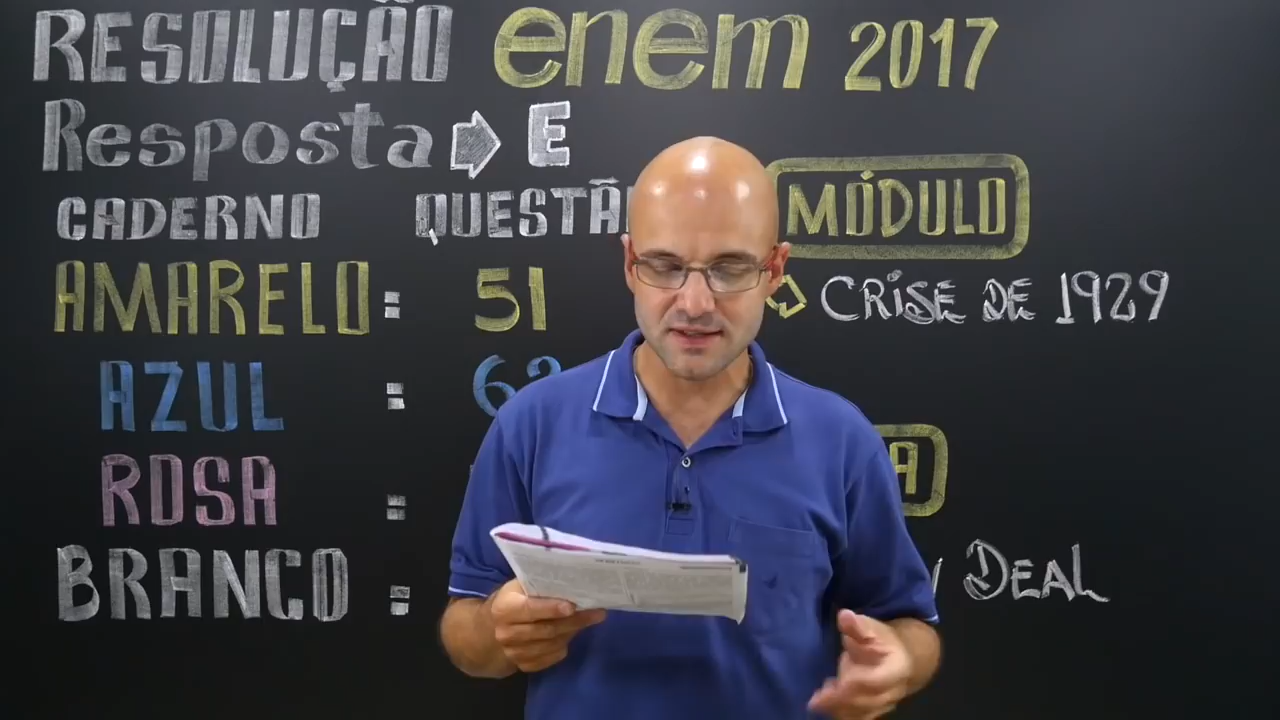 RESOLUÇÃO enem 2017
Resposta E
CADERNO QUESTÃ MÓDULO
AMARELO: 51 CRISE DE 1929
AZUL :
ROSA : A
BRANCO : DEAL